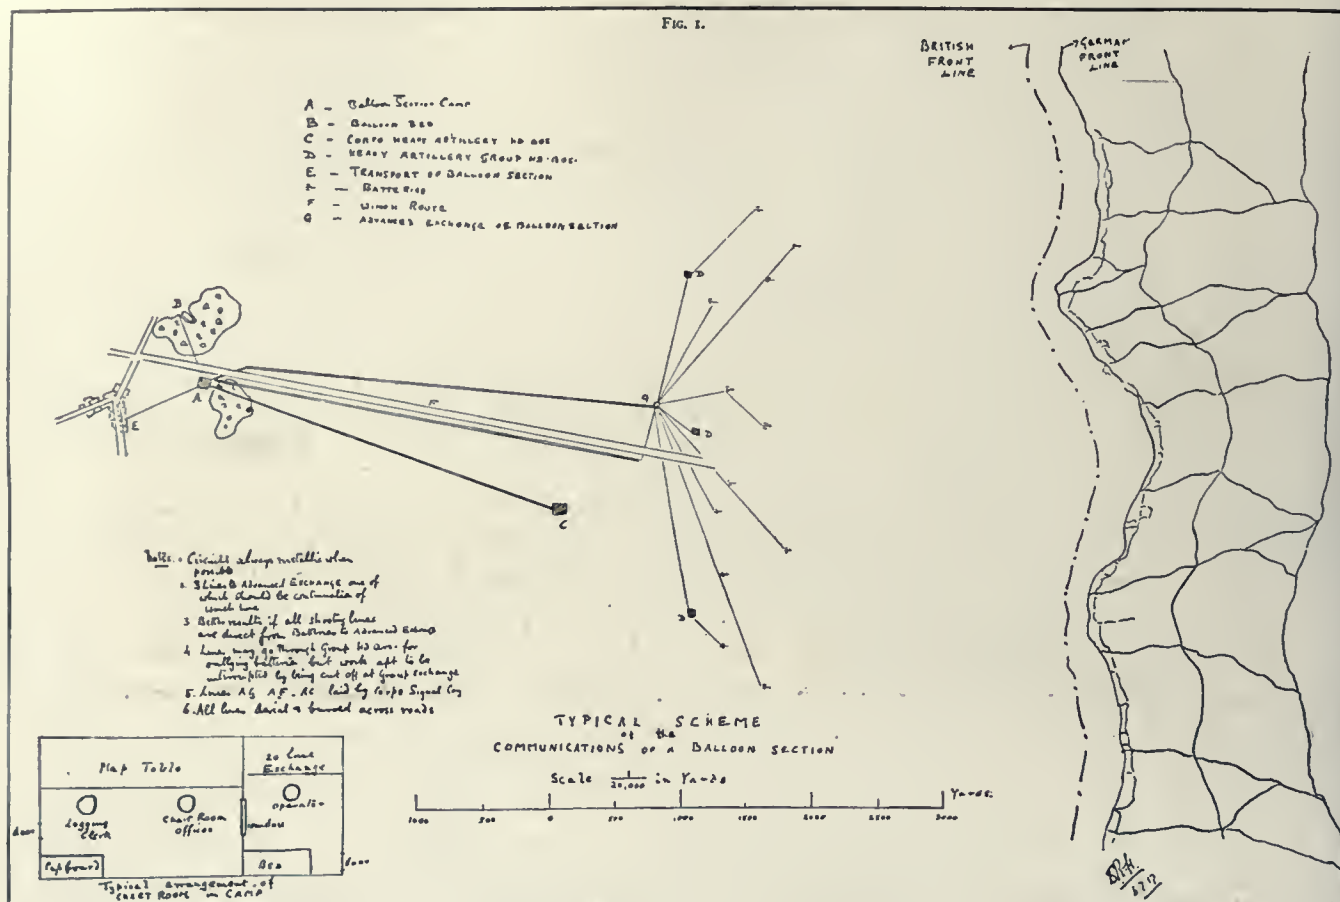 FIG. 1.
BRITISH
FRONT
LINE
GERMAN
FRONT
LINE
A - Balloon Section Camp
B - BALLOON BED
C - CORPS HEAVY ARTILLERY HD QRS
D - HEAVY ARTILLERY GROUP HD. QRS.
E - TRANSPORT OF BALLOON SECTION
- BATTERIES
F - WINCH ROUTE
G - ADVANCED EXCHANGE OF BALLOON SECTION
B
A
E
F
G
D
D
D
C
Notes. Circuits always metallic when
possible
2. 3 Lines to Advanced Exchange one of
which should be continuation of
winch line
3 Better results if all shooting lines
are direct from Batteries to Advanced Exchange
4 Lines may go through Group HD Qrs. for
outlying batteries but work apt to be
interrupted by being cut off at Group Exchange
5. Lines AG AF. AC laid by Corps Signal Coy
6. All lines aerial & buried across roads
TYPICAL SCHEME
of the
COMMUNICATIONS OF A BALLOON SECTION
Scale 1/20,000 in Yards
1000 500 0 500 1000 1500 2000 2500 3000 Yards.
Map Table
20 Line
Exchange
Logging
Clerk
Chart Room
Officer
Operator
window
door
Cupboard
Bed
door
Typical arrangement of
CHART ROOM in CAMP